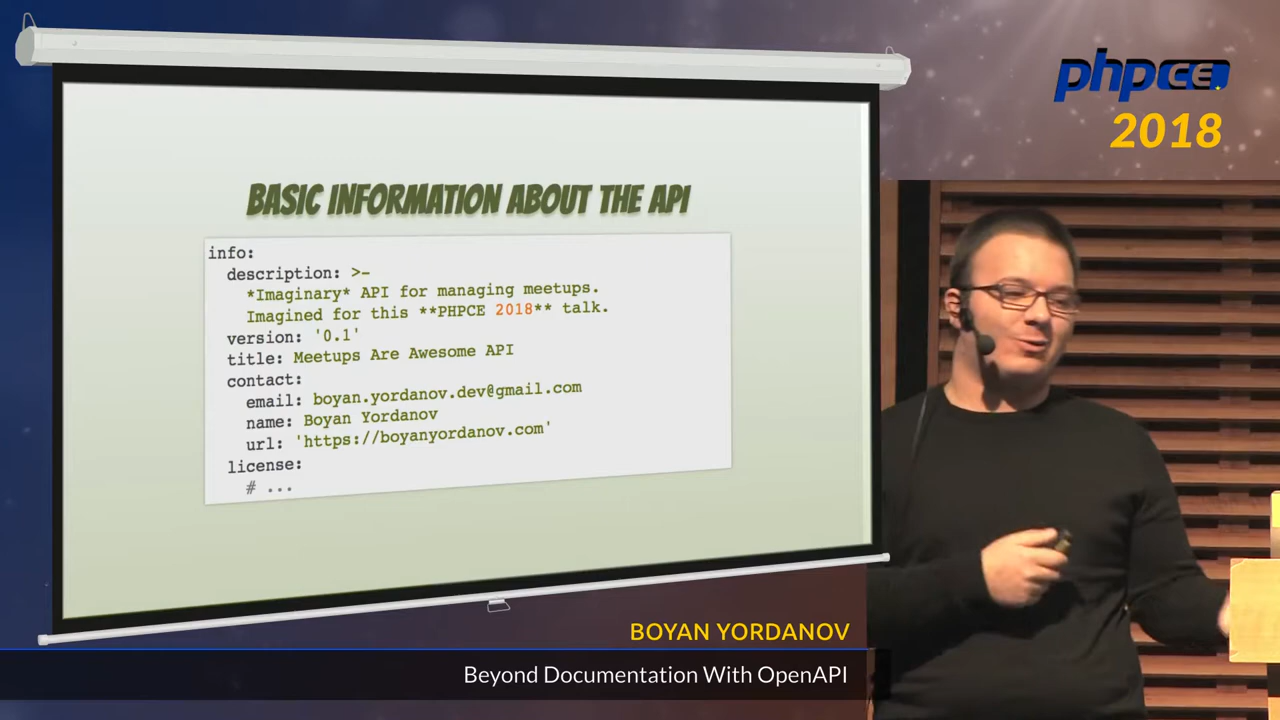 phpce
2018
BASIC INFORMATION ABOUT THE API
info:
description: >-
*Imaginary* API for managing meetups.
Imagined for this **PHPCE 2018** talk.
version: '0.1'
title: Meetups Are Awesome API
contact:
email: boyan.yordanov.dev@gmail.com
name: Boyan Yordanov
url: 'https://boyanyordanov.com'
license:
# ...
BOYAN YORDANOV
Beyond Documentation With OpenAPI